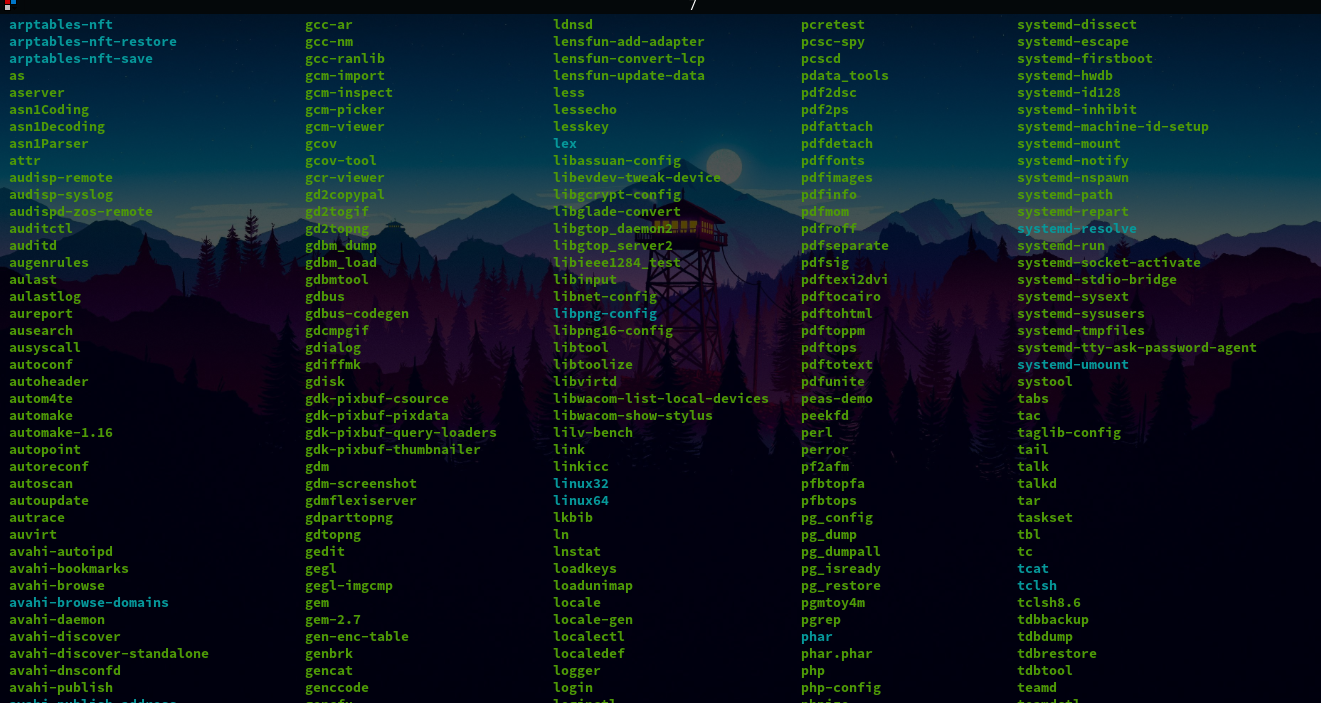 /
arptables-nft gcc-ar ldnsd pcretest systemd-dissect
arptables-nft-restore gcc-nm lensfun-add-adapter pcsc-spy systemd-escape
arptables-nft-save gcc-ranlib lensfun-convert-lcp pcscd systemd-firstboot
as gcm-import lensfun-update-data pdata_tools systemd-hwdb
aserver gcm-inspect less pdf2dsc systemd-id128
asn1Coding gcm-picker lessecho pdf2ps systemd-inhibit
asn1Decoding gcm-viewer lesskey pdfattach systemd-machine-id-setup
asn1Parser gcov lex pdfdetach systemd-mount
attr gcov-tool libassuan-config pdffonts systemd-notify
audisp-remote gcr-viewer libevdev-tweak-device pdfimages systemd-nspawn
audisp-syslog gd2copypal libgcrypt-config pdfinfo systemd-path
audispd-zos-remote gd2togif libglade-convert pdfmom systemd-repart
auditctl gd2topng libgtop_daemon2 pdfroff systemd-resolve
auditd gdbm_dump libgtop_server2 pdfseparate systemd-run
augenrules gdbm_load libieee1284_test pdfsig systemd-socket-activate
aulast gdbmtool libinput pdftexi2dvi systemd-stdio-bridge
aulastlog gdbus libnet-config pdftocairo systemd-sysext
aureport gdbus-codegen libpng-config pdftohtml systemd-sysusers
ausearch gdcmpgif libpng16-config pdftoppm systemd-tmpfiles
ausyscall gdialog libtool pdftops systemd-tty-ask-password-agent
autoconf gdiffmk libtoolize pdftotext systemd-umount
autoheader gdisk libvirtd pdfunite systool
autom4te gdk-pixbuf-csource libwacom-list-local-devices peas-demo tabs
automake gdk-pixbuf-pixdata libwacom-show-stylus peekfd tac
automake-1.16 gdk-pixbuf-query-loaders lilv-bench perl taglib-config
autopoint gdk-pixbuf-thumbnailer link perror tail
autoreconf gdm linkicc pf2afm talk
autoscan gdm-screenshot linux32 pfbtopfa talkd
autoupdate gdmflexiserver linux64 pfbtops tar
autrace gdparttopng lkbib pg_config taskset
auvirt gdtopng ln pg_dump tbl
avahi-autoipd gedit lnstat pg_dumpall tc
avahi-bookmarks gegl loadkeys pg_isready tcat
avahi-browse gegl-imgcmp loadunimap pg_restore tclsh
avahi-browse-domains gem locale pgmtoy4m tclsh8.6
avahi-daemon gem-2.7 locale-gen pgrep tdbbackup
avahi-discover gen-enc-table localectl phar tdbdump
avahi-discover-standalone genbrk localedef phar.phar tdbrestore
avahi-dnsconfd gencat logger php tdbtool
avahi-publish genccode login php-config teamd